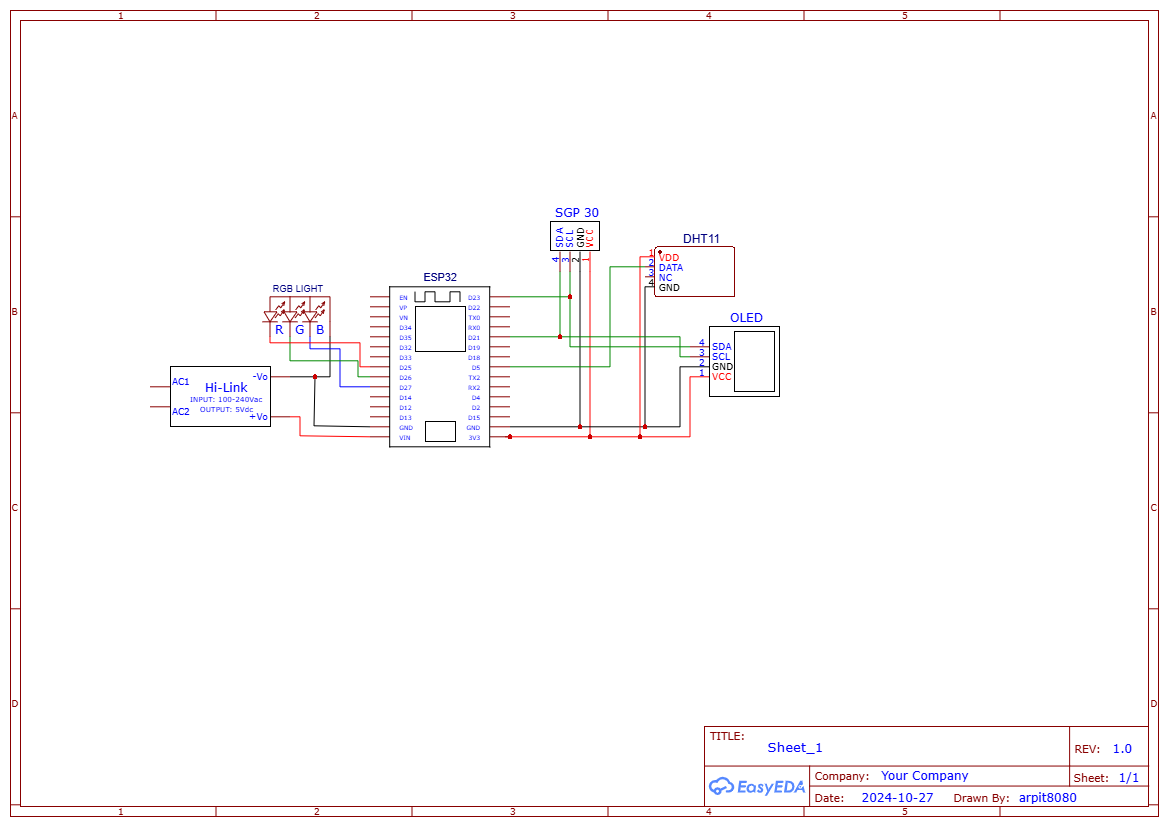 1 2 3 4 5
A A
SGP 30
SDA SCL GND VCC
4 3 2 1
DHT11
1 VDD
2 DATA
3 NC
4 GND
ESP32
EN D23
VP D22
VN TX0
D34 RX0
D35 D21
D32 D19
D33 D18
D25 D5
D26 TX2
D27 RX2
D14 D4
D12 D2
D13 D15
GND GND
VIN 3V3
RGB LIGHT
R G B
B B
OLED
4 SDA
3 SCL
2 GND
1 VCC
AC1 -Vo
Hi-Link
INPUT: 100-240Vac
OUTPUT: 5Vdc
AC2 +Vo
C C
D D
TITLE:
Sheet_1
REV: 1.0
EasyEDA
Company: Your Company
Sheet: 1/1
Date: 2024-10-27 Drawn By: arpit8080
1 2 3 4 5